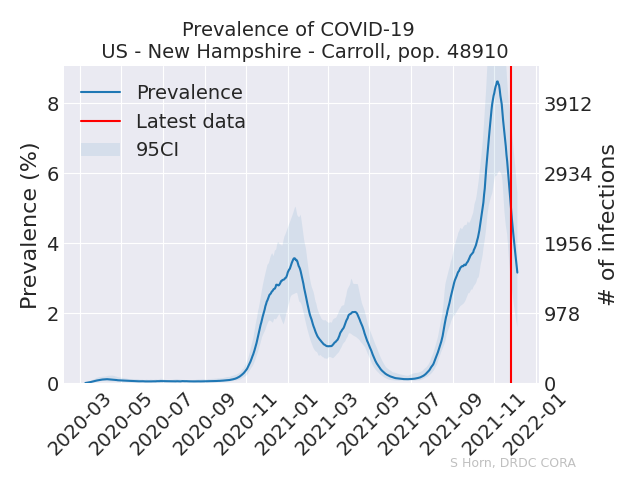 Prevalence of COVID-19
US - New Hampshire - Carroll, pop. 48910
Prevalence
Latest data
95CI
Prevalence (%)
8
6
4
2
0
3912
2934
1956
978
0
# of infections
2020-03
2020-05
2020-07
2020-09
2020-11
2021-01
2021-03
2021-05
2021-07
2021-09
2021-11
2022-01
S Horn, DRDC CORA